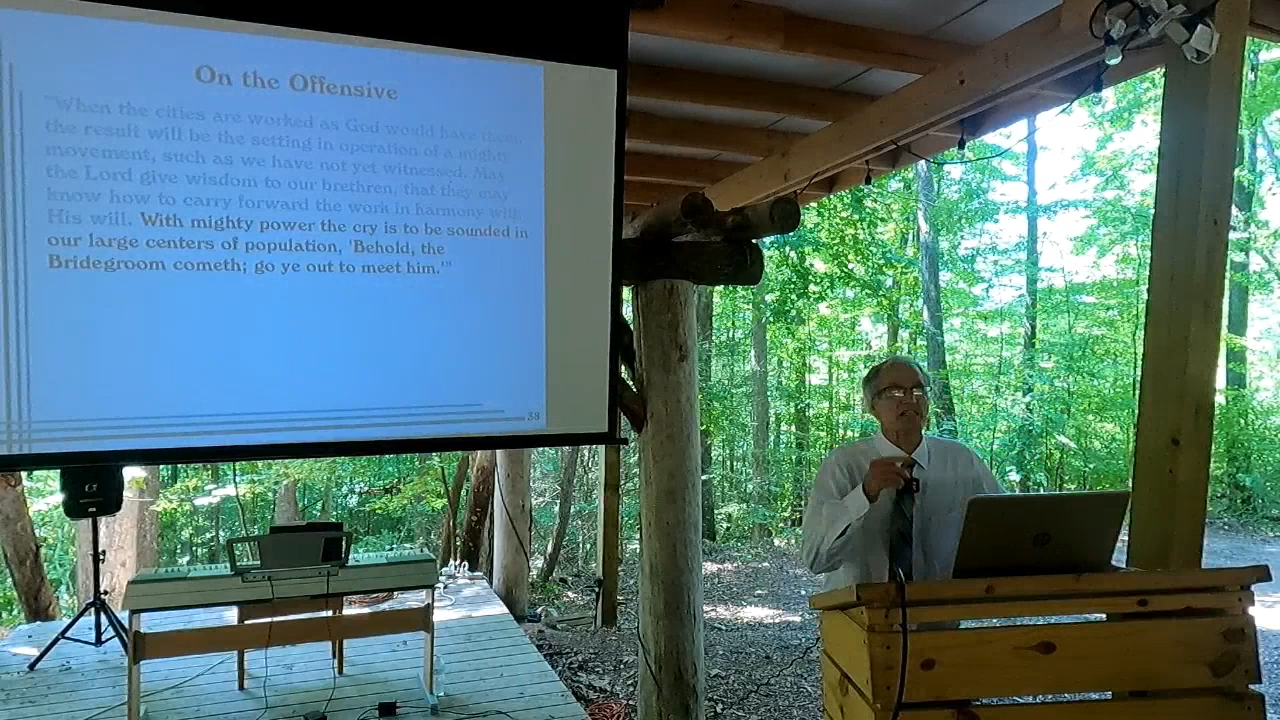 On the Offensive
"When the cities are worked as God would have them,
the result will be the setting in operation of a mighty
movement, such as we have not yet witnessed. May
the Lord give wisdom to our brethren, that they may
know how to carry forward the work in harmony with
His will. With mighty power the cry is to be sounded in
our large centers of population, 'Behold, the
Bridegroom cometh; go ye out to meet him.'"
38
hp